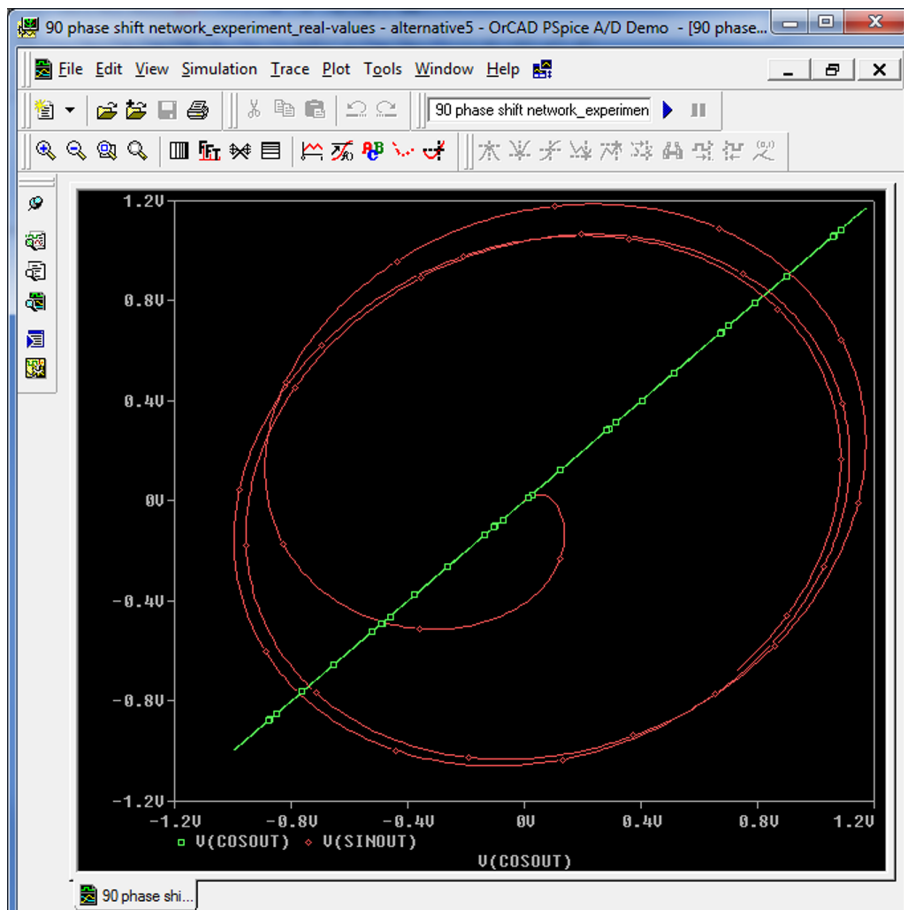 90 phase shift network_experiment_real-values - alternative5 - OrCAD PSpice A/D Demo - [90 phase...
File Edit View Simulation Trace Plot Tools Window Help
90 phase shift network_experimen
1.2V
0.8V
0.4V
0V
-0.4V
-0.8V
-1.2V
-1.2V -0.8V -0.4V 0V 0.4V 0.8V 1.2V
V(COSOUT) V(SINOUT)
V(COSOUT)
90 phase shi...